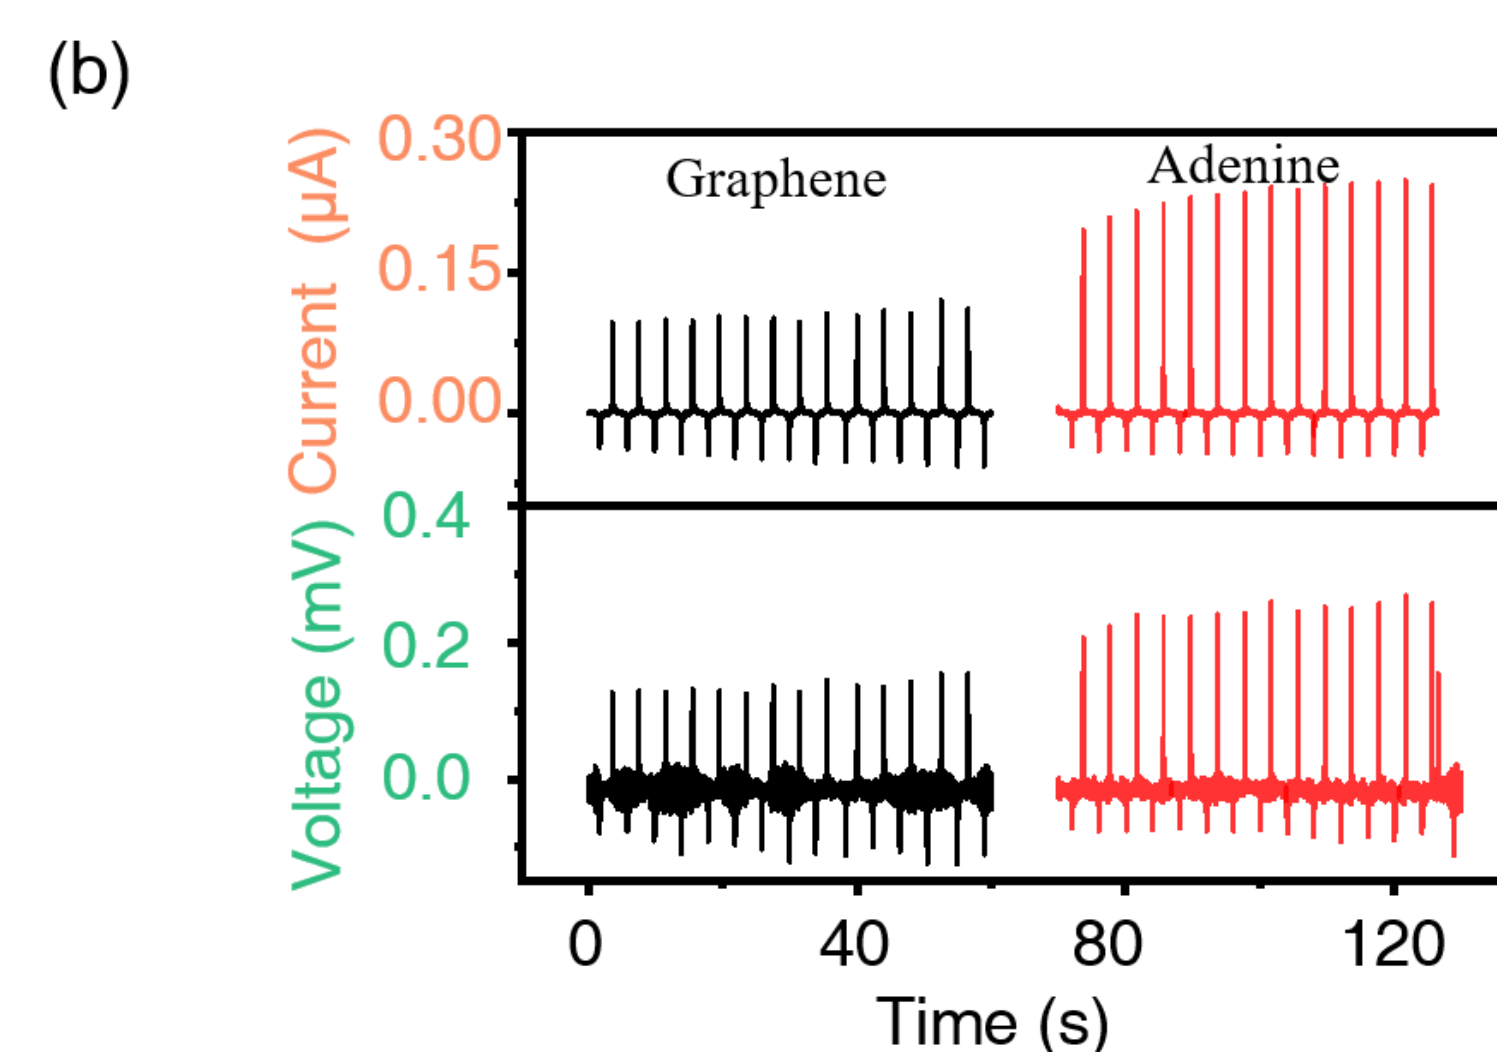 (b)
Graphene
Adenine
Current (μA)
0.30
0.15
0.00
Voltage (mV)
0.4
0.2
0.0
0
40
80
120
Time (s)